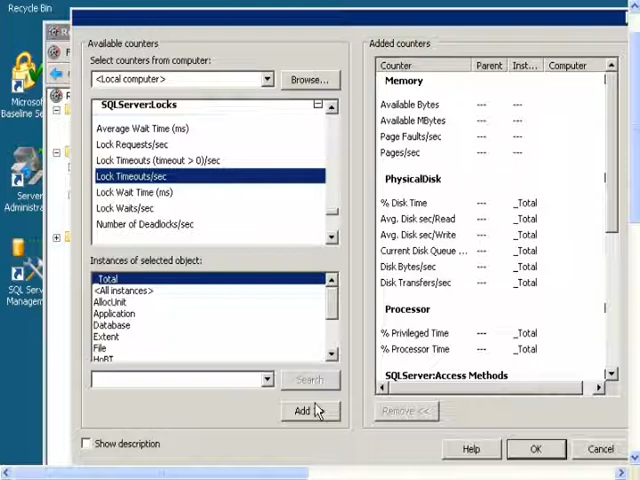 Recycle Bin
Available counters
Select counters from computer:
<Local computer>
Browse...
SQLServer:Locks
Average Wait Time (ms)
Lock Requests/sec
Lock Timeouts (timeout > 0)/sec
Lock Timeouts/sec
Lock Wait Time (ms)
Lock Waits/sec
Number of Deadlocks/sec
Instances of selected object:
_Total
<All instances>
AllocUnit
Application
Database
Extent
File
HoBT
Search
Add
Show description
Added counters
Counter Parent Inst... Computer
Memory
Available Bytes --- ---
Available MBytes --- ---
Page Faults/sec --- ---
Pages/sec --- ---
PhysicalDisk
% Disk Time --- _Total
Avg. Disk sec/Read --- _Total
Avg. Disk sec/Write --- _Total
Current Disk Queue ... --- _Total
Disk Bytes/sec --- _Total
Disk Transfers/sec --- _Total
Processor
% Privileged Time --- _Total
% Processor Time --- _Total
SQLServer:Access Methods
Remove <<
Help
OK
Cancel
Microsof
Baseline Se
Server
Administra
SQL Serv
Managem